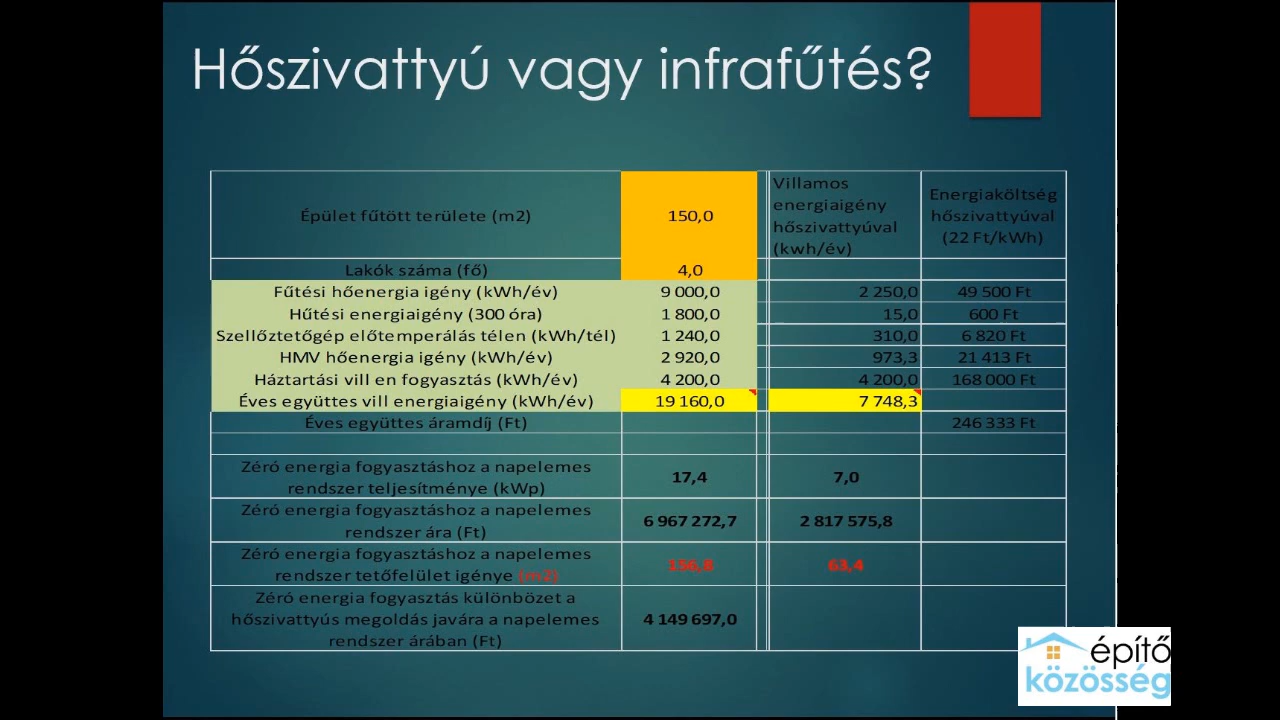 Hőszivattyú vagy infrafűtés?
Épület fűtött területe (m2)
150,0
Villamos
energiaigény
hőszivattyúval
(kwh/év)
Energiaköltség
hőszivattyúval
(22 Ft/kWh)
Lakók száma (fő) 4,0
Fűtési hőenergia igény (kWh/év) 9 000,0 2 250,0 49 500 Ft
Hűtési energiaigény (300 óra) 1 800,0 15,0 600 Ft
Szellőztetőgép előtemperálás télen (kWh/tél) 1 240,0 310,0 6 820 Ft
HMV hőenergia igény (kWh/év) 2 920,0 973,3 21 413 Ft
Háztartási vill en fogyasztás (kWh/év) 4 200,0 4 200,0 168 000 Ft
Éves együttes vill energiaigény (kWh/év) 19 160,0 7 748,3
Éves együttes áramdíj (Ft) 246 333 Ft
Zéró energia fogyasztáshoz a napelemes
rendszer teljesítménye (kWp)
17,4 7,0
Zéró energia fogyasztáshoz a napelemes
rendszer ára (Ft)
6 967 272,7 2 817 575,8
Zéró energia fogyasztáshoz a napelemes
rendszer tetőfelület igénye (m2)
156,8 63,4
Zéró energia fogyasztás különbözet a
hőszivattyús megoldás javára a napelemes
rendszer árában (Ft)
4 149 697,0
építő
közösség